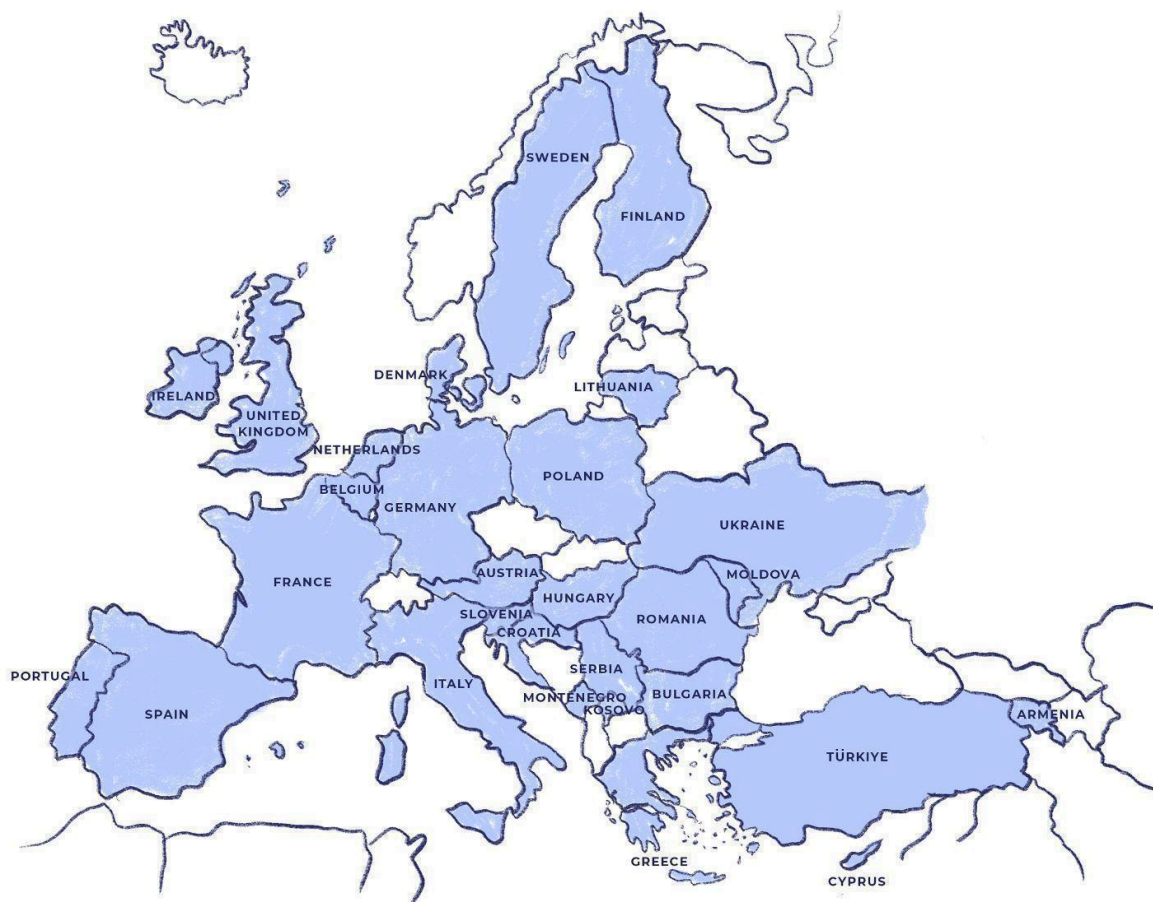 SWEDEN
FINLAND
DENMARK
LITHUANIA
IRELAND
UNITED
KINGDOM
NETHERLANDS
BELGIUM
POLAND
GERMANY
UKRAINE
FRANCE
AUSTRIA
MOLDOVA
HUNGARY
SLOVENIA
ROMANIA
CROATIA
PORTUGAL
SERBIA
ITALY
MONTENEGRO
BULGARIA
KOSOVO
SPAIN
ARMENIA
TÜRKIYE
GREECE
CYPRUS